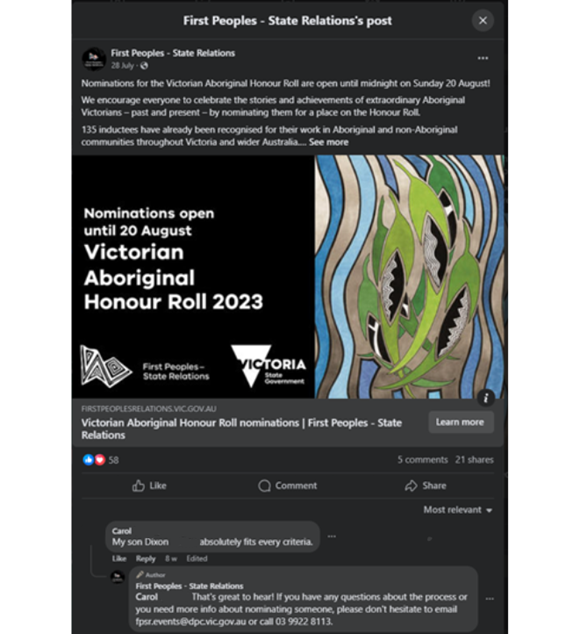 First Peoples - State Relations's post
First Peoples - State Relations
28 July ·
Nominations for the Victorian Aboriginal Honour Roll are open until midnight on Sunday 20 August!
We encourage everyone to celebrate the stories and achievements of extraordinary Aboriginal
Victorians – past and present – by nominating them for a place on the Honour Roll.
135 inductees have already been recognised for their work in Aboriginal and non-Aboriginal
communities throughout Victoria and wider Australia.... See more
Nominations open
until 20 August
Victorian
Aboriginal
Honour Roll 2023
First Peoples–
State Relations
VICTORIA
State
Government
FIRSTPEOPLESRELATIONS.VIC.GOV.AU
Victorian Aboriginal Honour Roll nominations | First Peoples - State
Relations
Learn more
58
5 comments 21 shares
Like
Comment
Share
Most relevant
Carol
My son Dixon absolutely fits every criteria.
Like Reply 8 w Edited
Author
First Peoples - State Relations
Carol That's great to hear! If you have any questions about the process or
you need more info about nominating someone, please don't hesitate to email
fpsr.events@dpc.vic.gov.au or call 03 9922 8113.